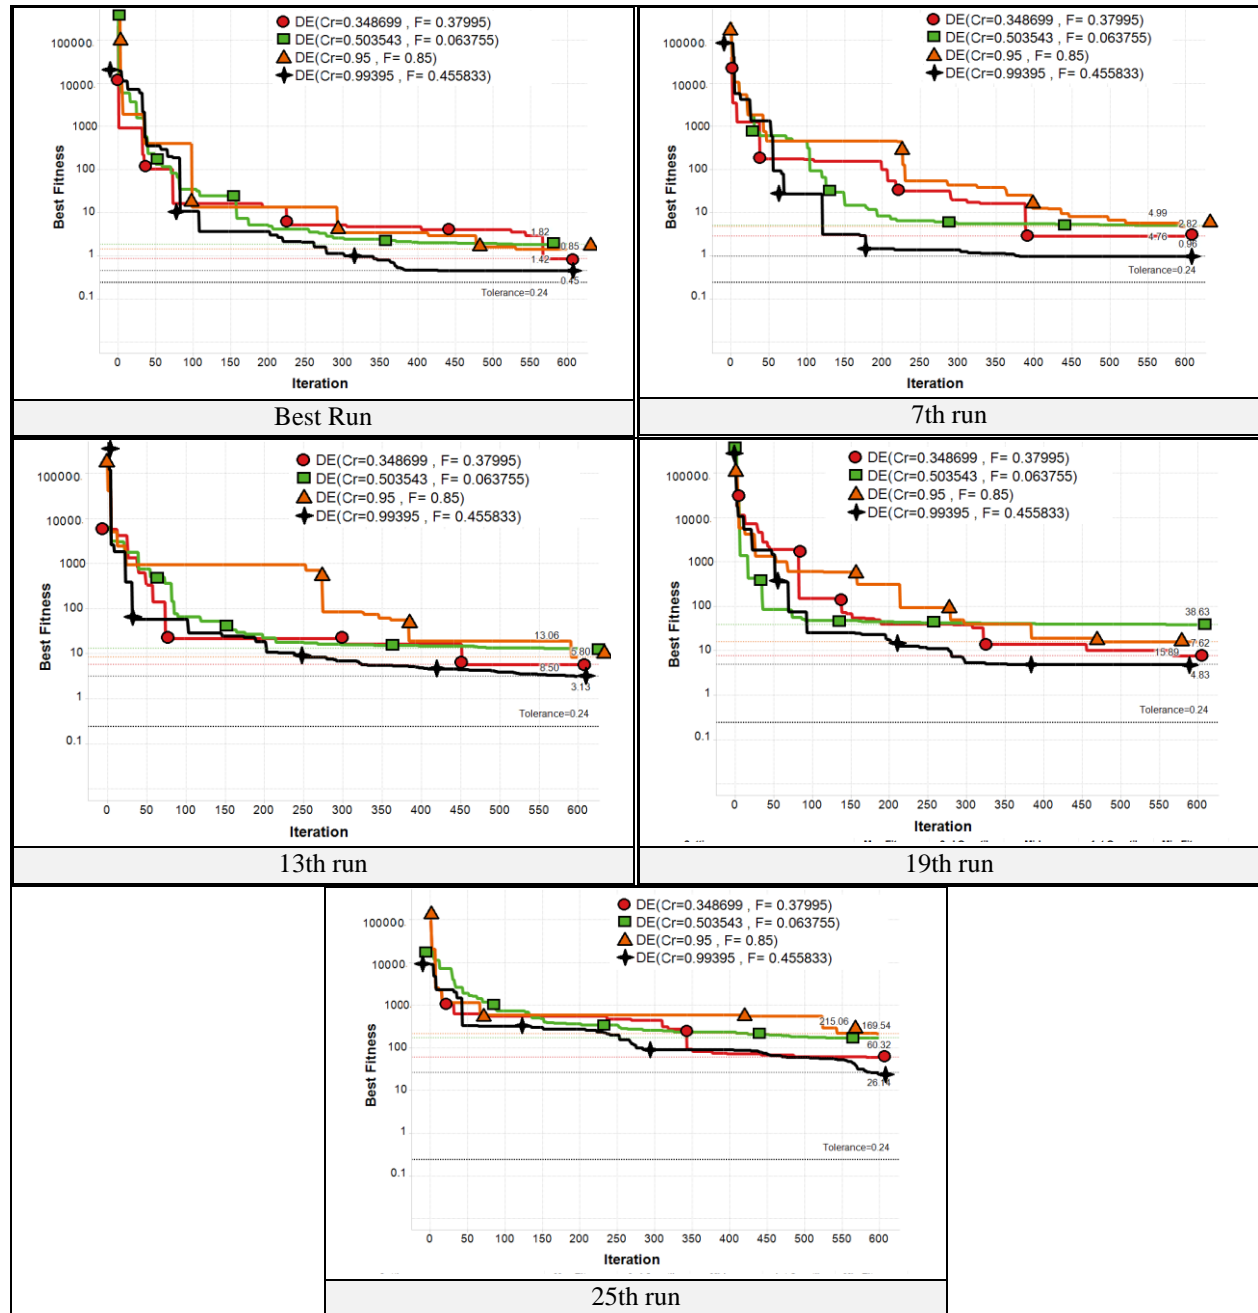 DE(Cr=0.348699 , F= 0.37995)
DE(Cr=0.503543 , F= 0.063755)
DE(Cr=0.95 , F= 0.85)
DE(Cr=0.99395 , F= 0.455833)
100000
10000
1000
100
10
1
0.1
Best Fitness
1.82
0.85
1.42
0.45
Tolerance=0.24
0 50 100 150 200 250 300 350 400 450 500 550 600
Iteration
Best Run
DE(Cr=0.348699 , F= 0.37995)
DE(Cr=0.503543 , F= 0.063755)
DE(Cr=0.95 , F= 0.85)
DE(Cr=0.99395 , F= 0.455833)
100000
10000
1000
100
10
1
0.1
Best Fitness
4.99
2.82
4.76
0.96
Tolerance=0.24
0 50 100 150 200 250 300 350 400 450 500 550 600
Iteration
7th run
DE(Cr=0.348699 , F= 0.37995)
DE(Cr=0.503543 , F= 0.063755)
DE(Cr=0.95 , F= 0.85)
DE(Cr=0.99395 , F= 0.455833)
100000
10000
1000
100
10
1
0.1
Best Fitness
13.06
5.80
8.50
3.13
Tolerance=0.24
0 50 100 150 200 250 300 350 400 450 500 550 600
Iteration
13th run
DE(Cr=0.348699 , F= 0.37995)
DE(Cr=0.503543 , F= 0.063755)
DE(Cr=0.95 , F= 0.85)
DE(Cr=0.99395 , F= 0.455833)
100000
10000
1000
100
10
1
0.1
Best Fitness
38.63
7.62
15.89
4.83
Tolerance=0.24
0 50 100 150 200 250 300 350 400 450 500 550 600
Iteration
19th run
DE(Cr=0.348699 , F= 0.37995)
DE(Cr=0.503543 , F= 0.063755)
DE(Cr=0.95 , F= 0.85)
DE(Cr=0.99395 , F= 0.455833)
100000
10000
1000
100
10
1
0.1
Best Fitness
215.06
169.54
60.32
26.14
Tolerance=0.24
0 50 100 150 200 250 300 350 400 450 500 550 600
Iteration
25th run